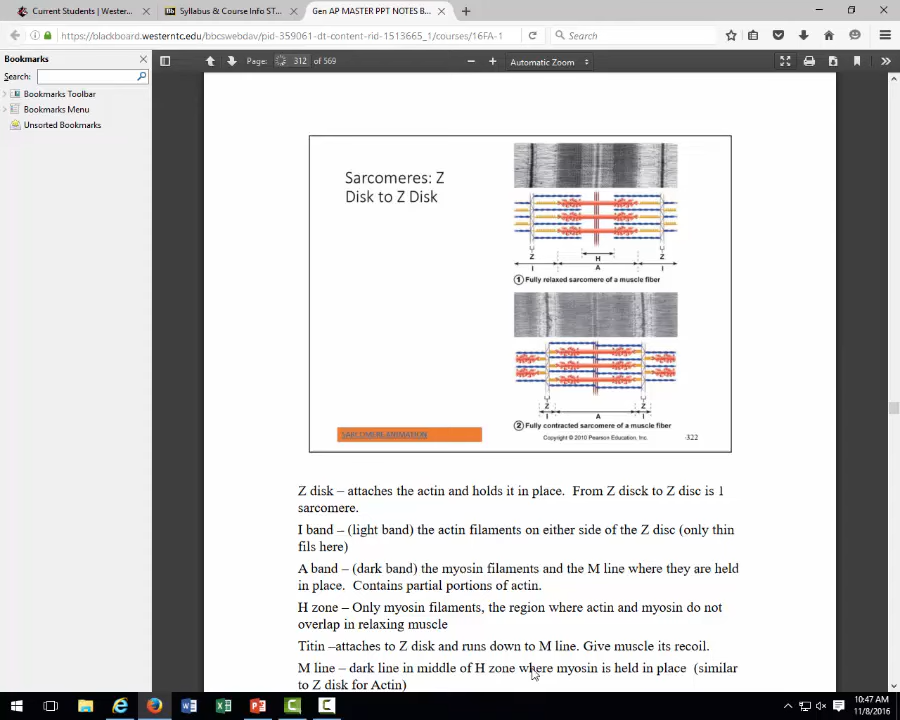 Current Students | Wester...
Syllabus & Course Info ST...
Gen AP MASTER PPT NOTES B...
https://blackboard.westerntc.edu/bbcswebdav/pid-359061-dt-content-rid-1513665_1/courses/16FA-1
Search
Bookmarks
Page: 312 of 569
Automatic Zoom
Search:
Bookmarks Toolbar
Bookmarks Menu
Unsorted Bookmarks
Sarcomeres: Z
Disk to Z Disk
Z H Z
I A I
1 Fully relaxed sarcomere of a muscle fiber
Z Z
I A I
2 Fully contracted sarcomere of a muscle fiber
SARCOMERE ANIMATION
Copyright © 2010 Pearson Education, Inc.
322
Z disk – attaches the actin and holds it in place. From Z disck to Z disc is 1
sarcomere.
I band – (light band) the actin filaments on either side of the Z disc (only thin
fils here)
A band – (dark band) the myosin filaments and the M line where they are held
in place. Contains partial portions of actin.
H zone – Only myosin filaments, the region where actin and myosin do not
overlap in relaxing muscle
Titin –attaches to Z disk and runs down to M line. Give muscle its recoil.
M line – dark line in middle of H zone where myosin is held in place (similar
to Z disk for Actin)
10:47 AM
11/8/2016